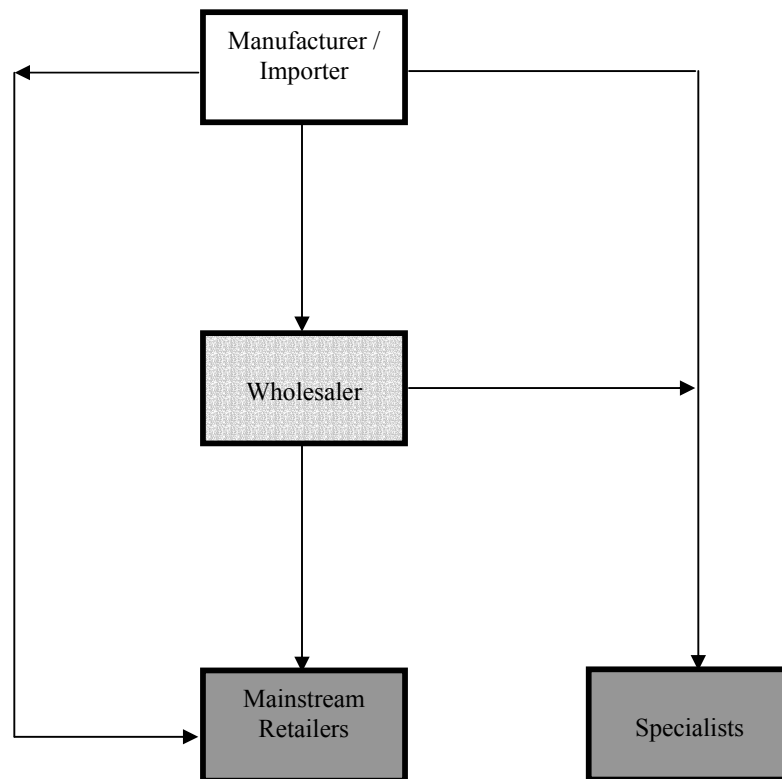 Manufacturer /
Importer
Wholesaler
Mainstream
Retailers
Specialists